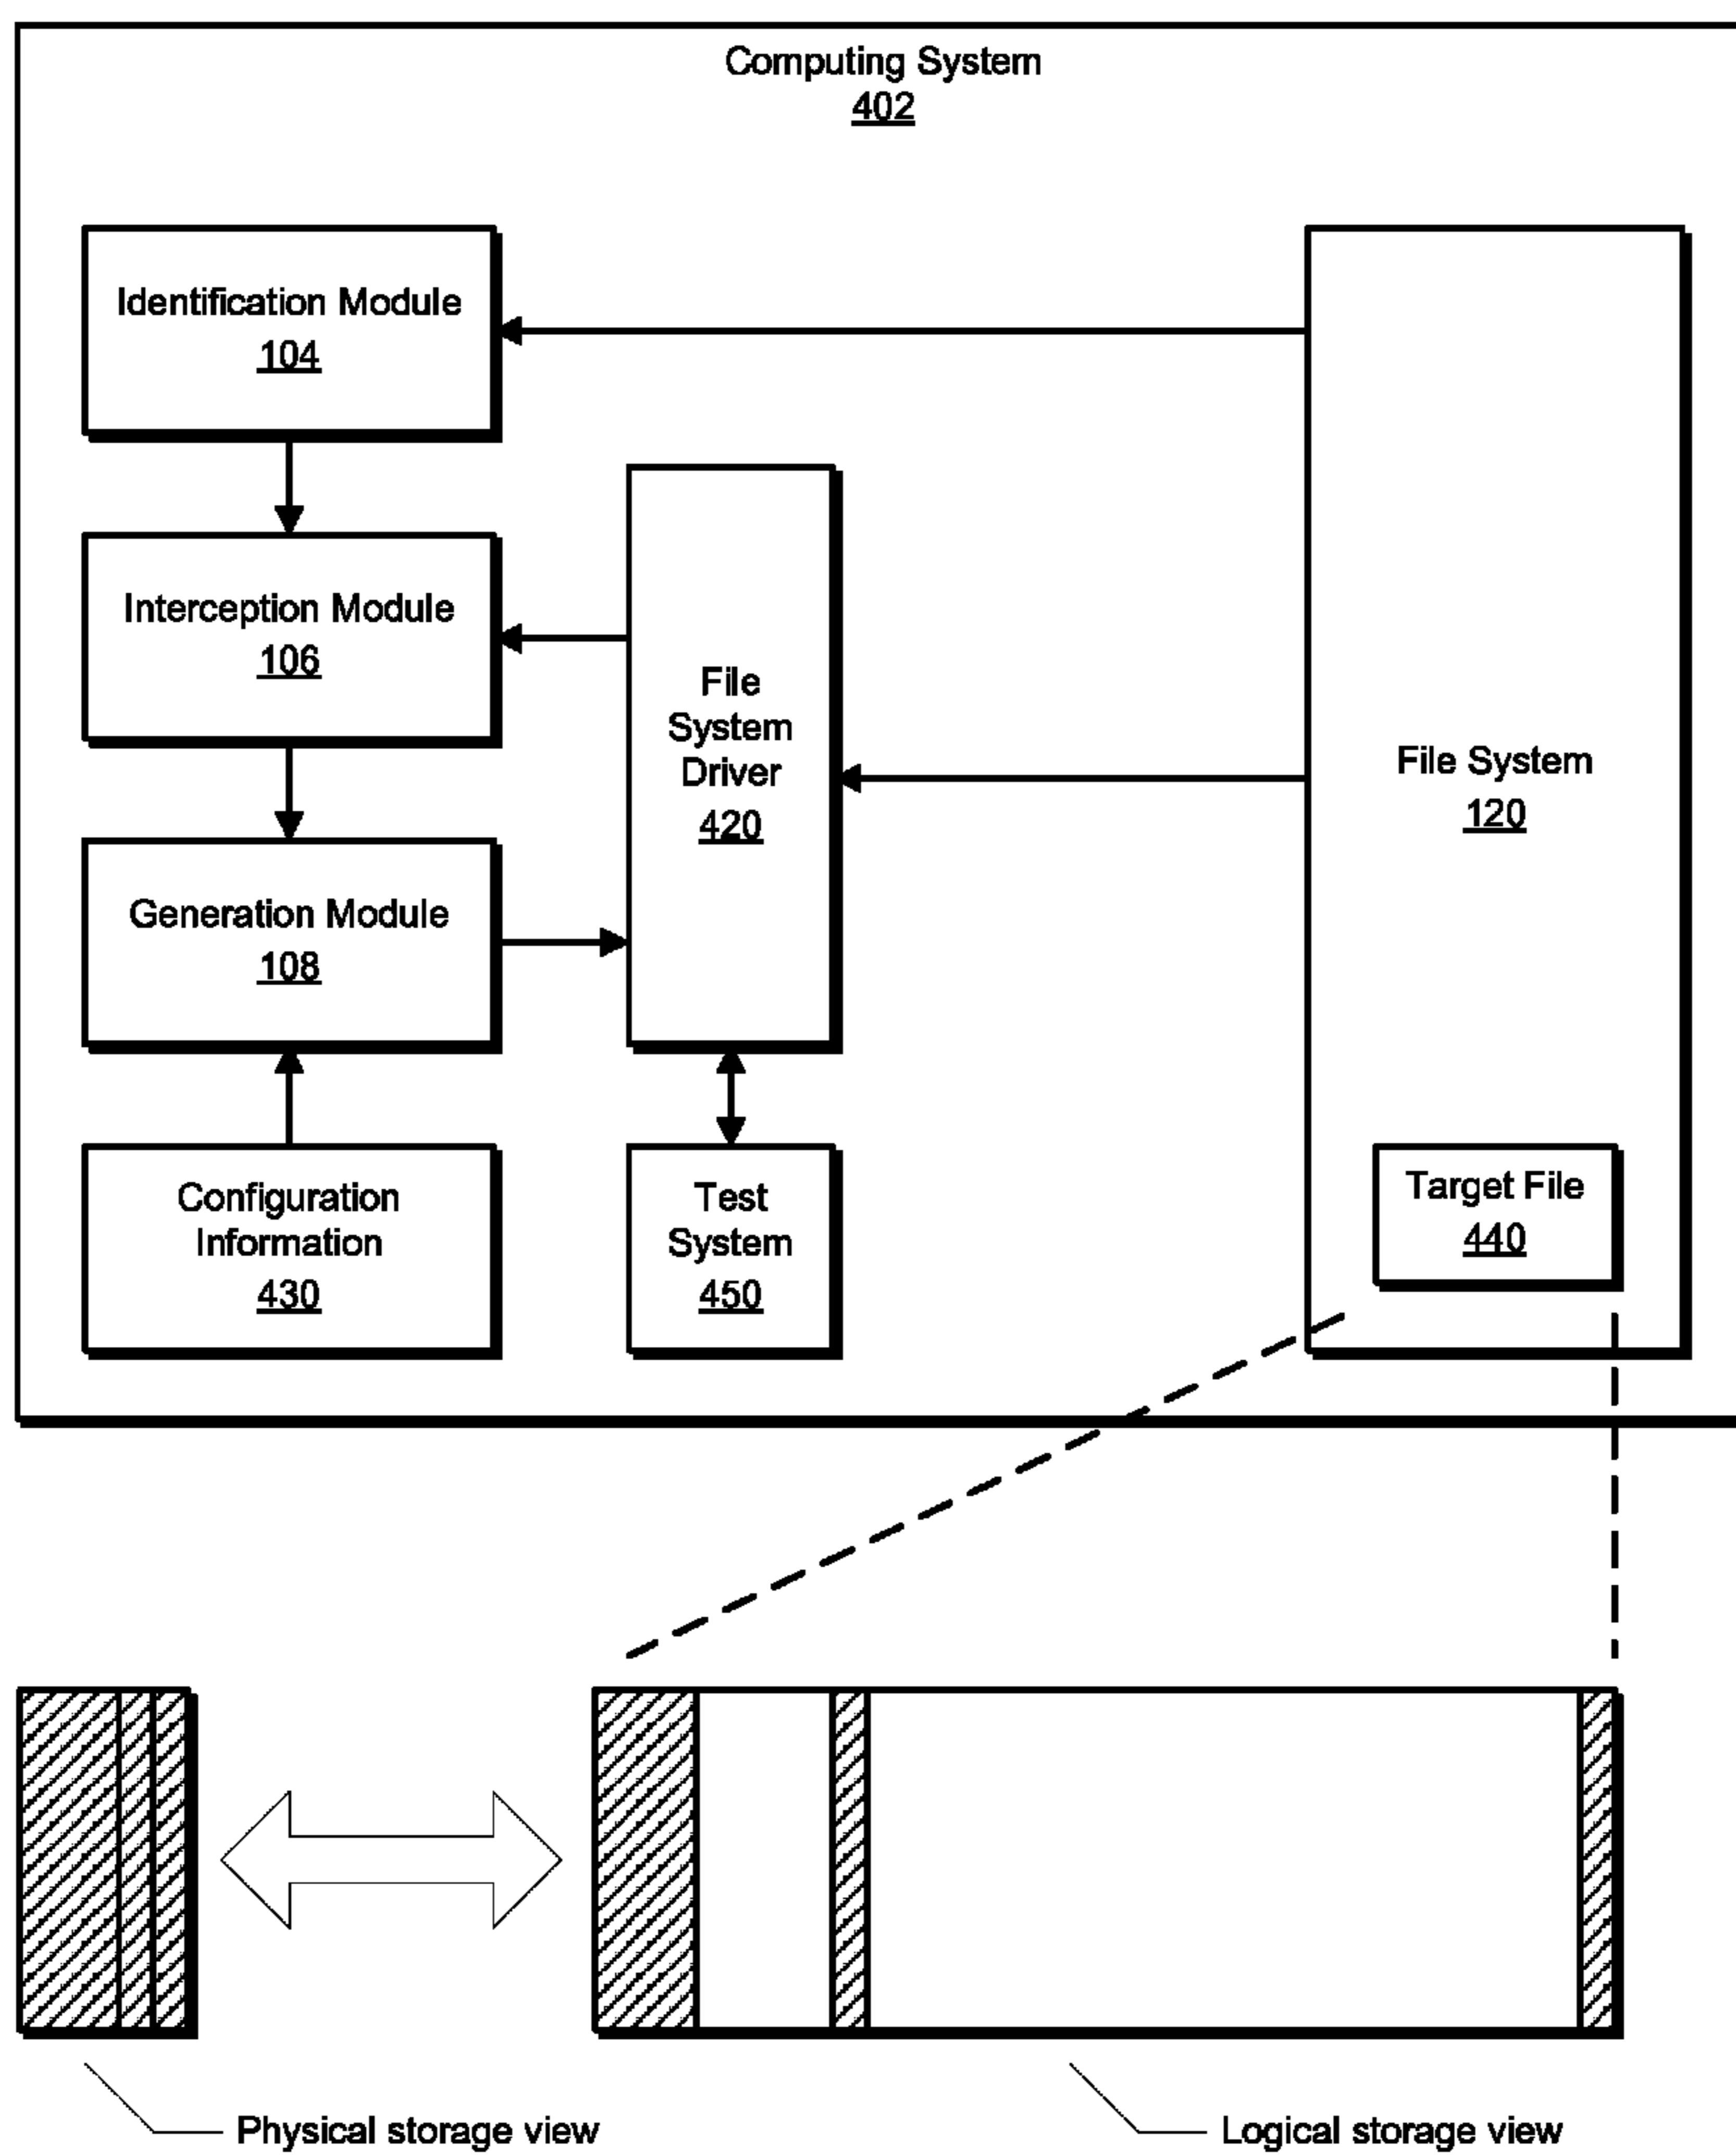 Computing System
402
Identification Module
104
Interception Module
106
File
System
Driver
420
File System
120
Generation Module
108
Configuration
Information
430
Test
System
450
Target File
440
Physical storage view
Logical storage view